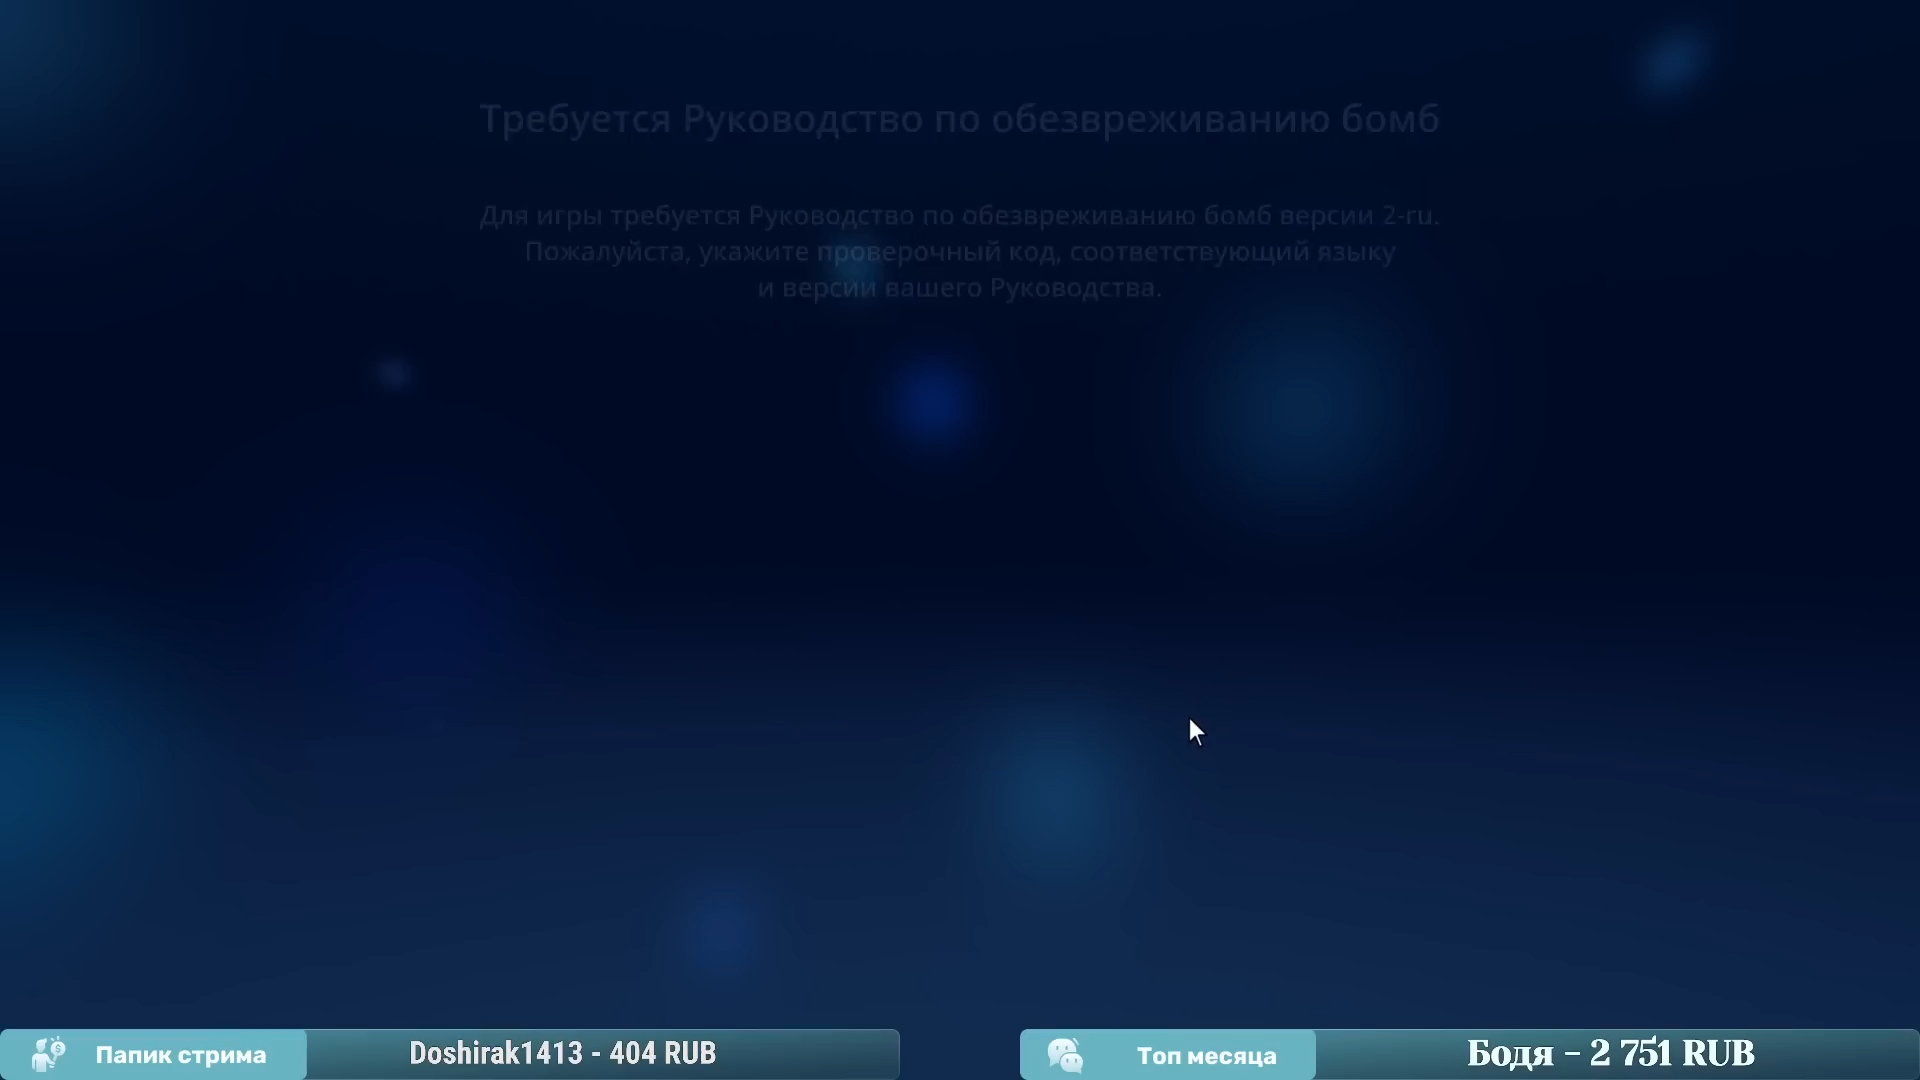 Требуется Руководство по обезвреживанию бомб
Для игры требуется Руководство по обезвреживанию бомб версии 2-ru.
Пожалуйста, укажите проверочный код, соответствующий языку
и версии вашего Руководства.
Папик стрима
Doshirak1413 - 404 RUB
Топ месяца
Бодя - 2 751 RUB